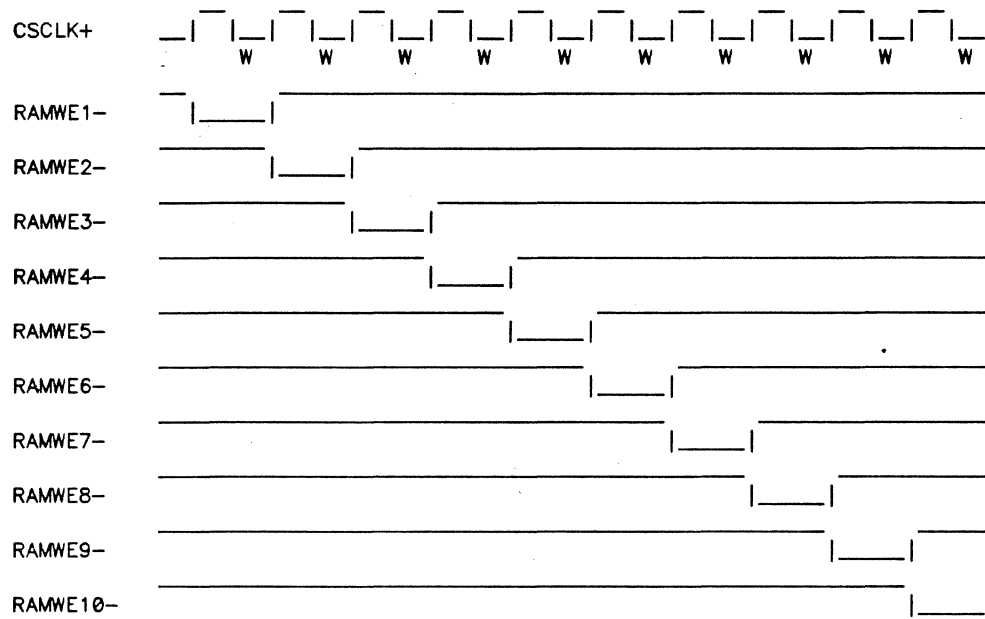 CSCLK+
W W W W W W W W W W
RAMWE1-
RAMWE2-
RAMWE3-
RAMWE4-
RAMWE5-
RAMWE6-
RAMWE7-
RAMWE8-
RAMWE9-
RAMWE10-